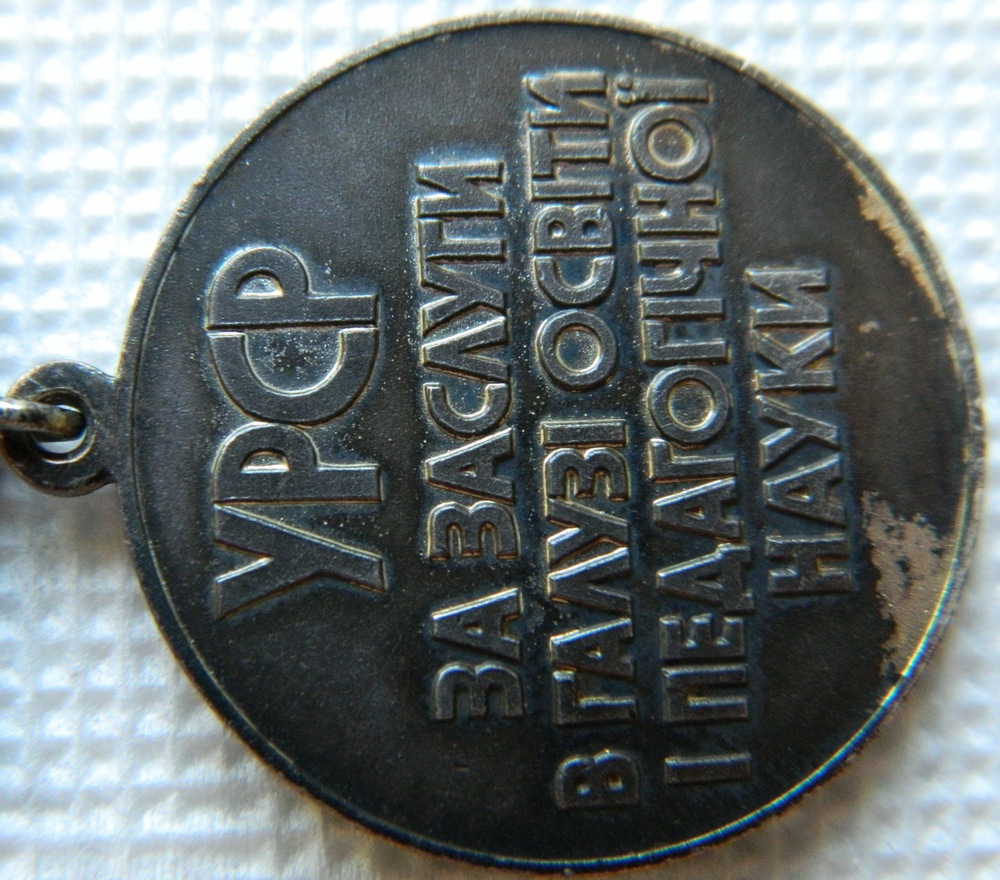 УРСР
ЗА ЗАСЛУГИ
В ГАЛУЗІ ОСВІТИ
І ПЕДАГОГІЧНОЇ
НАУКИ